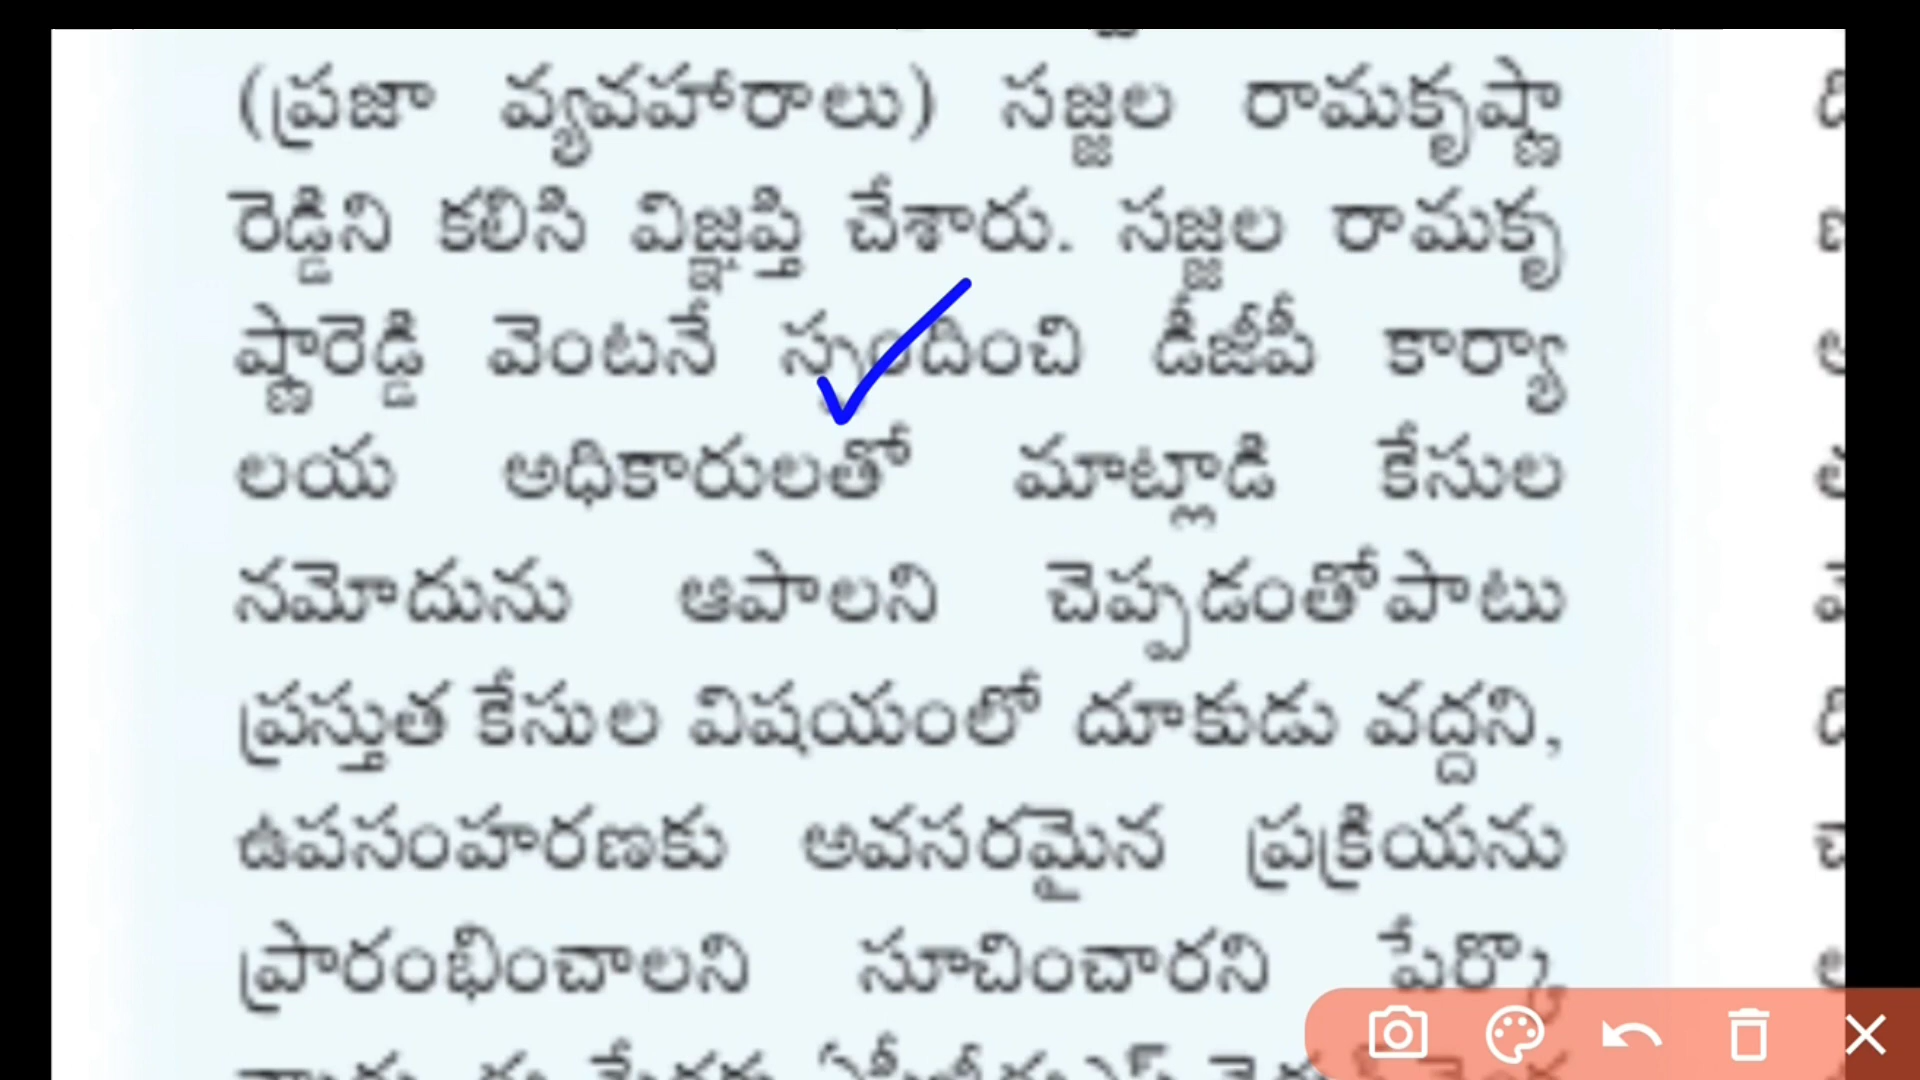 (ప్రజా వ్యవహారాలు) సజ్జల రామకృష్ణా
రెడ్డిని కలిసి విజ్ఞప్తి చేశారు. సజ్జల రామకృ
ష్ణారెడ్డి వెంటనే స్పందించి డీజీపీ కార్యా
లయ అధికారులతో మాట్లాడి కేసుల
నమోదును ఆపాలని చెప్పడంతోపాటు
ప్రస్తుత కేసుల విషయంలో దూకుడు వద్దని,
ఉపసంహరణకు అవసరమైన ప్రక్రియను
ప్రారంభించాలని సూచించారని పేర్కొ